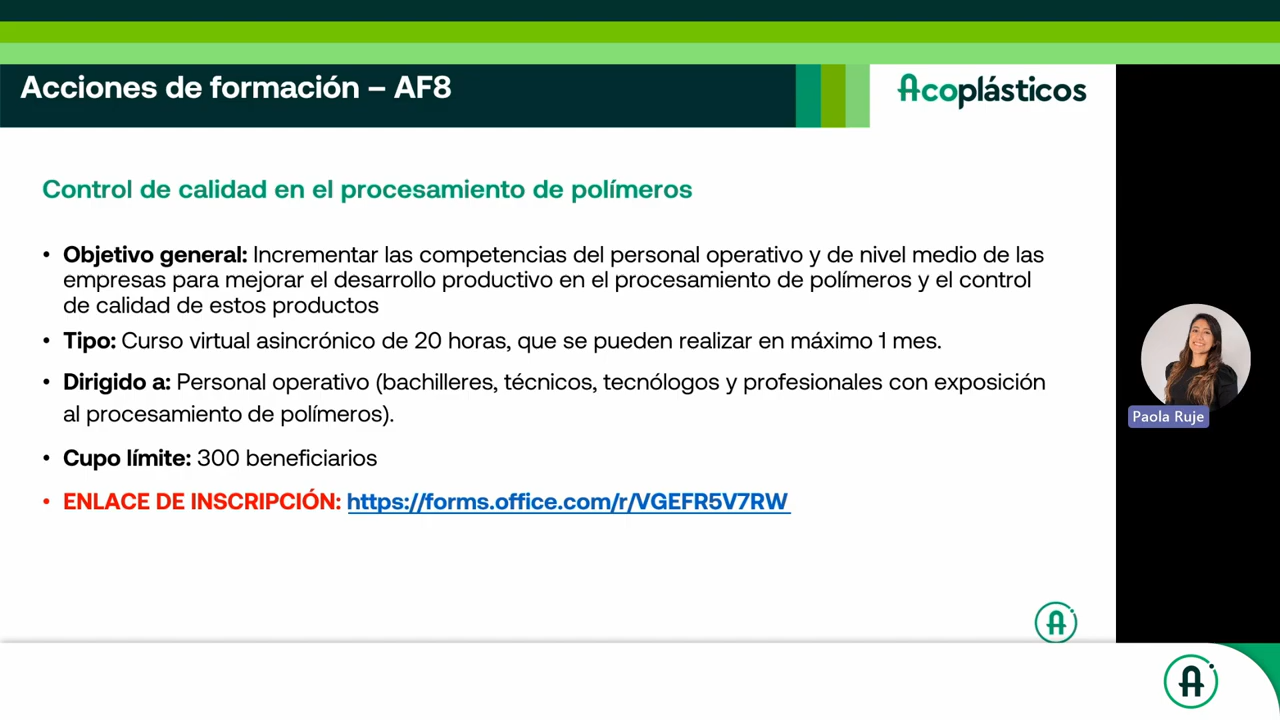 Acciones de formación – AF8
Acoplásticos
Control de calidad en el procesamiento de polímeros
• Objetivo general: Incrementar las competencias del personal operativo y de nivel medio de las
empresas para mejorar el desarrollo productivo en el procesamiento de polímeros y el control
de calidad de estos productos
• Tipo: Curso virtual asincrónico de 20 horas, que se pueden realizar en máximo 1 mes.
• Dirigido a: Personal operativo (bachilleres, técnicos, tecnólogos y profesionales con exposición
al procesamiento de polímeros).
Paola Ruje
• Cupo límite: 300 beneficiarios
• ENLACE DE INSCRIPCIÓN: https://forms.office.com/r/VGEFR5V7RW
A
A